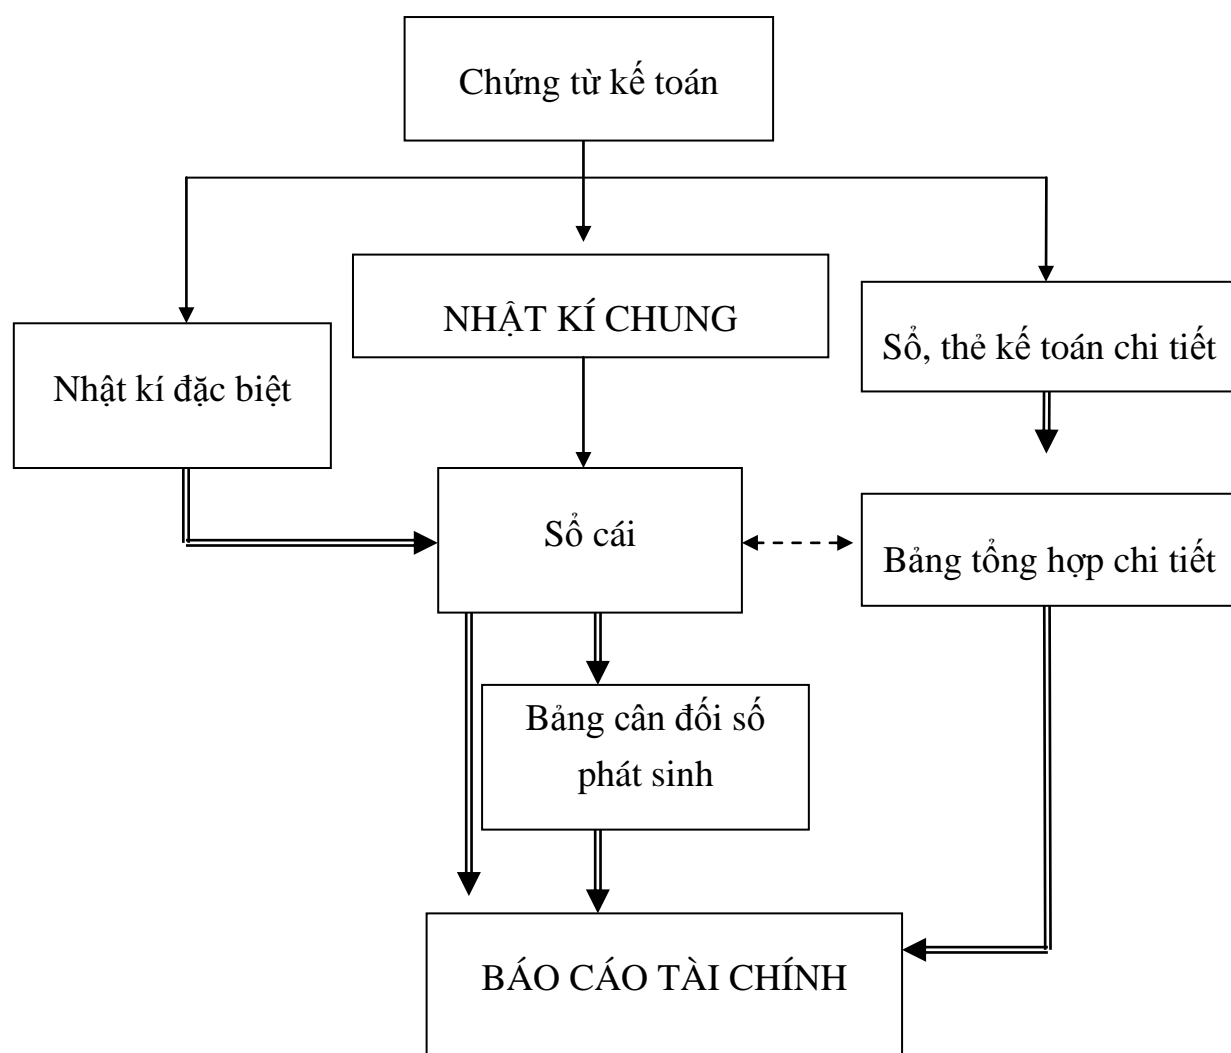 Chứng từ kế toán
NHẬT KÍ CHUNG
Sổ, thẻ kế toán chi tiết
Nhật kí đặc biệt
Sổ cái
Bảng tổng hợp chi tiết
Bảng cân đối số
phát sinh
BÁO CÁO TÀI CHÍNH